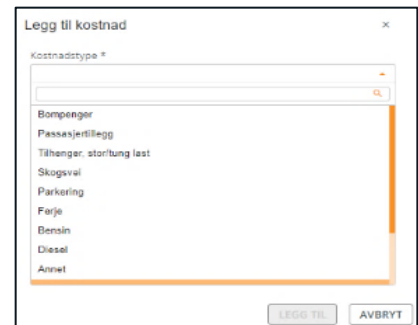 Legg til kostnad
×
Kostnadstype *
Bompenger
Passasjertillegg
Tilhenger, stor/tung last
Skogsvei
Parkering
Ferje
Bensin
Diesel
Annet
LEGG TIL AVBRYT